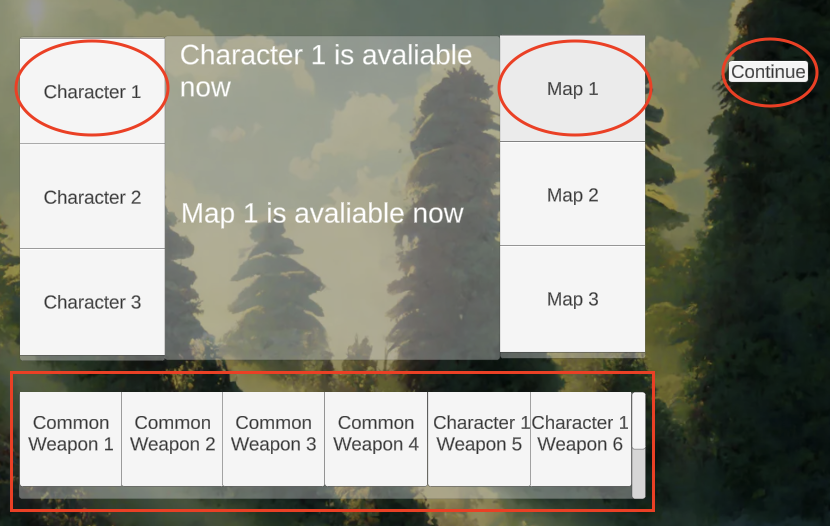 Character 1
Character 2
Character 3
Character 1 is avaliable
now
Map 1 is avaliable now
Map 1
Map 2
Map 3
Continue
Common
Weapon 1
Common
Weapon 2
Common
Weapon 3
Common
Weapon 4
Character 1
Weapon 5
Character 1
Weapon 6